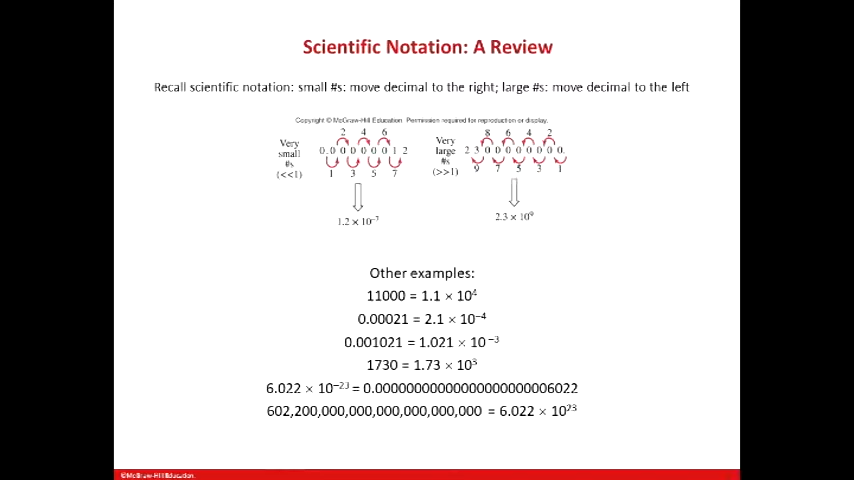 Scientific Notation: A Review
Recall scientific notation: small #s: move decimal to the right; large #s: move decimal to the left
Copyright © McGraw-Hill Education. Permission required for reproduction or display.
2 4 6
Very small #s (<<1)
0.0 0 0 0 0 0 0 1 2
1 3 5 7
1.2 × 10⁻⁷
8 6 4 2
Very large #s (>>1)
2 3 0 0 0 0 0 0 0 0.
9 7 5 3 1
2.3 × 10⁹
Other examples:
11000 = 1.1 × 10⁴
0.00021 = 2.1 × 10⁻⁴
0.001021 = 1.021 × 10⁻³
1730 = 1.73 × 10³
6.022 × 10⁻²³ = 0.00000000000000000000006022
602,200,000,000,000,000,000,000 = 6.022 × 10²³
©McGraw-Hill Education